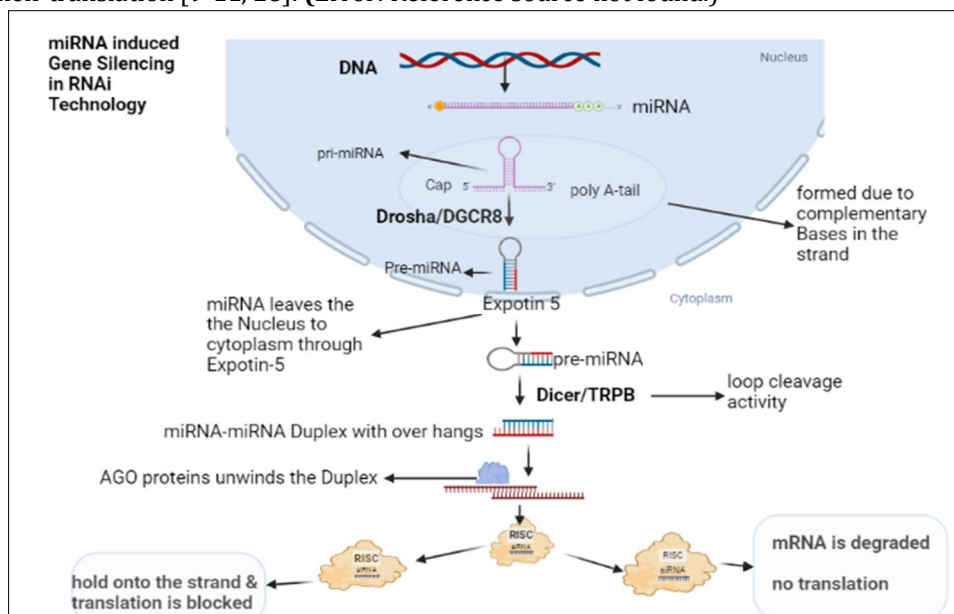 miRNA induced
Gene Silencing
in RNAi
Technology
DNA
Nucleus
miRNA
pri-miRNA
Cap 5' 3' poly A-tail
Drosha/DGCR8
formed due to
complementary
Bases in the
strand
Pre-miRNA
Expotin 5
Cytoplasm
miRNA leaves the
the Nucleus to
cytoplasm through
Expotin-5
pre-miRNA
Dicer/TRPB
loop cleavage
activity
miRNA-miRNA Duplex with over hangs
AGO proteins unwinds the Duplex
RISC
RISC
RISC
siRNA
hold onto the strand &
translation is blocked
mRNA is degraded
no translation